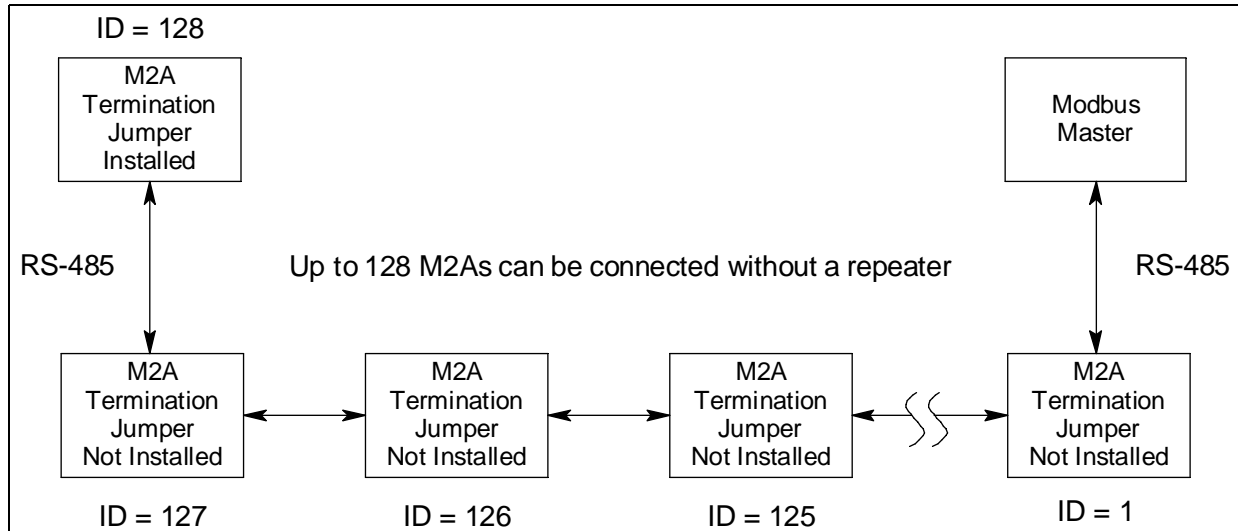 ID = 128
M2A
Termination
Jumper
Installed
Modbus
Master
RS-485
Up to 128 M2As can be connected without a repeater
RS-485
M2A
Termination
Jumper
Not Installed
M2A
Termination
Jumper
Not Installed
M2A
Termination
Jumper
Not Installed
M2A
Termination
Jumper
Not Installed
ID = 127
ID = 126
ID = 125
ID = 1